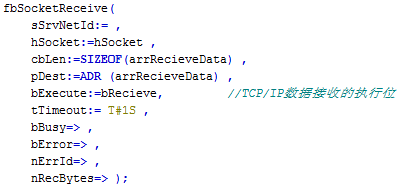 fbSocketReceive(
sSrvNetId:= ,
hSocket:=hSocket ,
cbLen:=SIZEOF(arrRecieveData) ,
pDest:=ADR (arrRecieveData) ,
bExecute:=bRecieve, //TCP/IP数据接收的执行位
tTimeout:= T#1S ,
bBusy=> ,
bError=> ,
nErrId=> ,
nRecBytes=> );